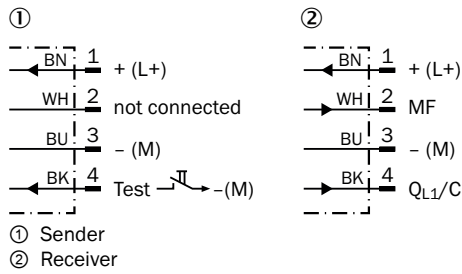 ① ②
BN 1 + (L+)
WH 2 not connected
BU 3 – (M)
BK 4 Test –(M)
BN 1 + (L+)
WH 2 MF
BU 3 – (M)
BK 4 QL1/C
① Sender
② Receiver